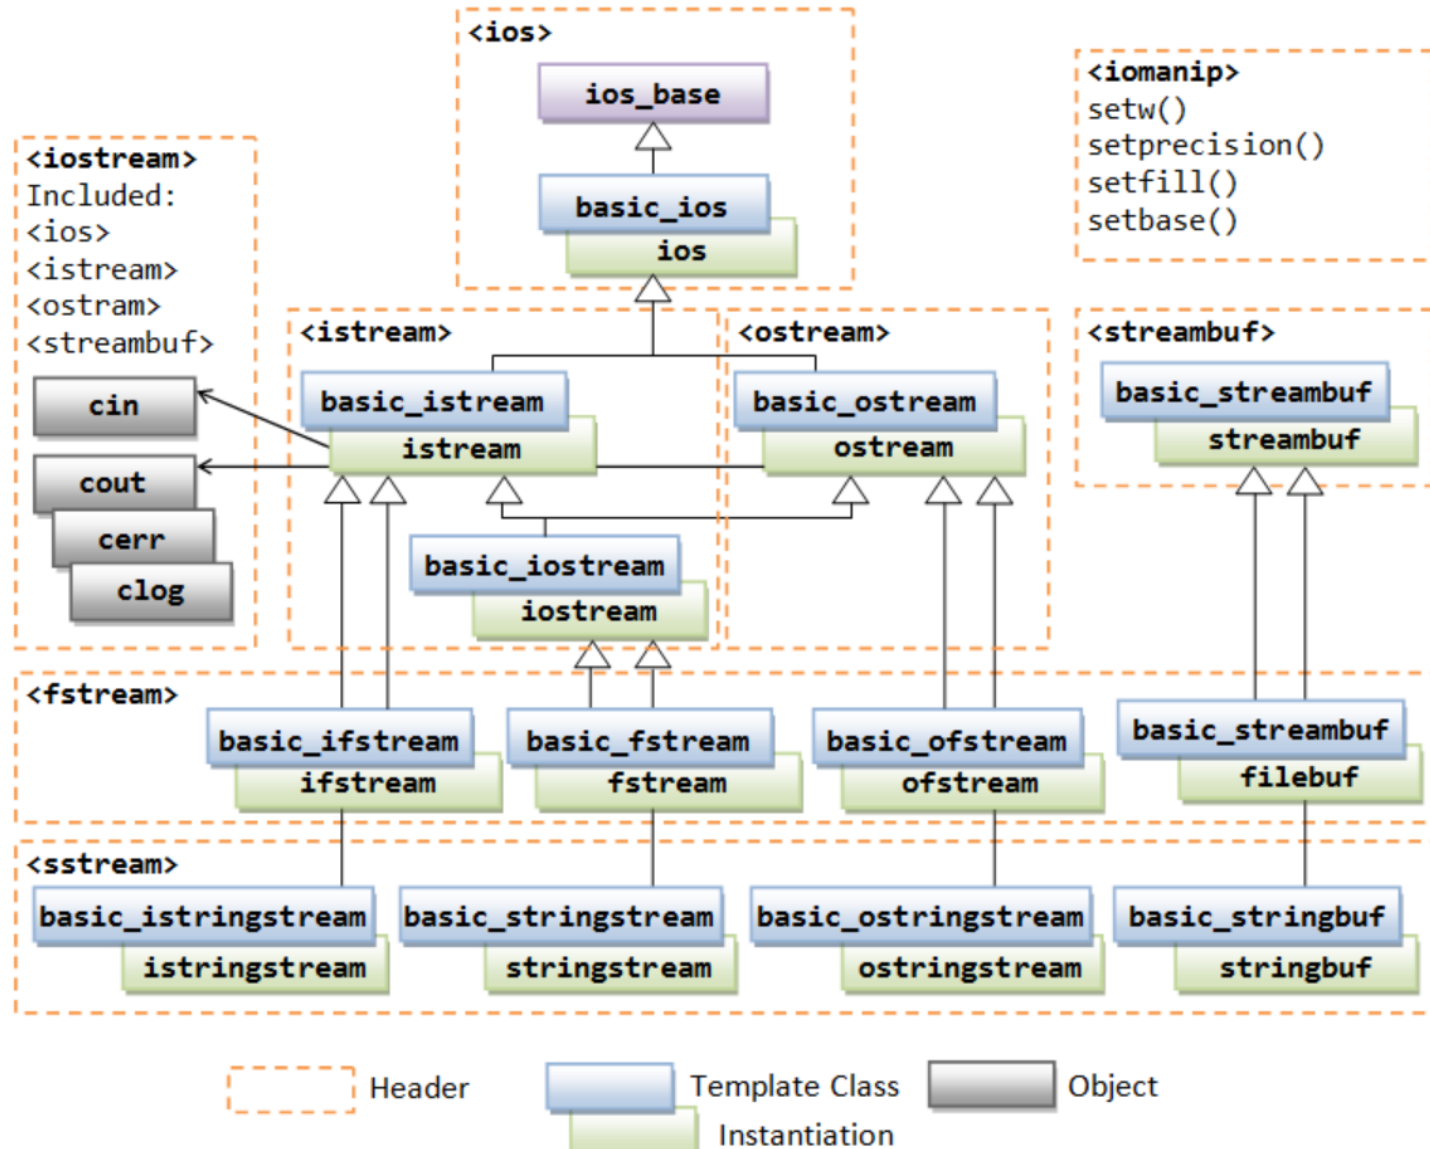 <ios>
ios_base
basic_ios
ios
<iomanip>
setw()
setprecision()
setfill()
setbase()
<iostream>
Included:
<ios>
<istream>
<ostram>
<streambuf>
cin
cout
cerr
clog
<istream>
basic_istream
istream
basic_iostream
iostream
<ostream>
basic_ostream
ostream
<streambuf>
basic_streambuf
streambuf
<fstream>
basic_ifstream
ifstream
basic_fstream
fstream
basic_ofstream
ofstream
basic_streambuf
filebuf
<sstream>
basic_istringstream
istringstream
basic_stringstream
stringstream
basic_ostringstream
ostringstream
basic_stringbuf
stringbuf
Header
Template Class
Instantiation
Object